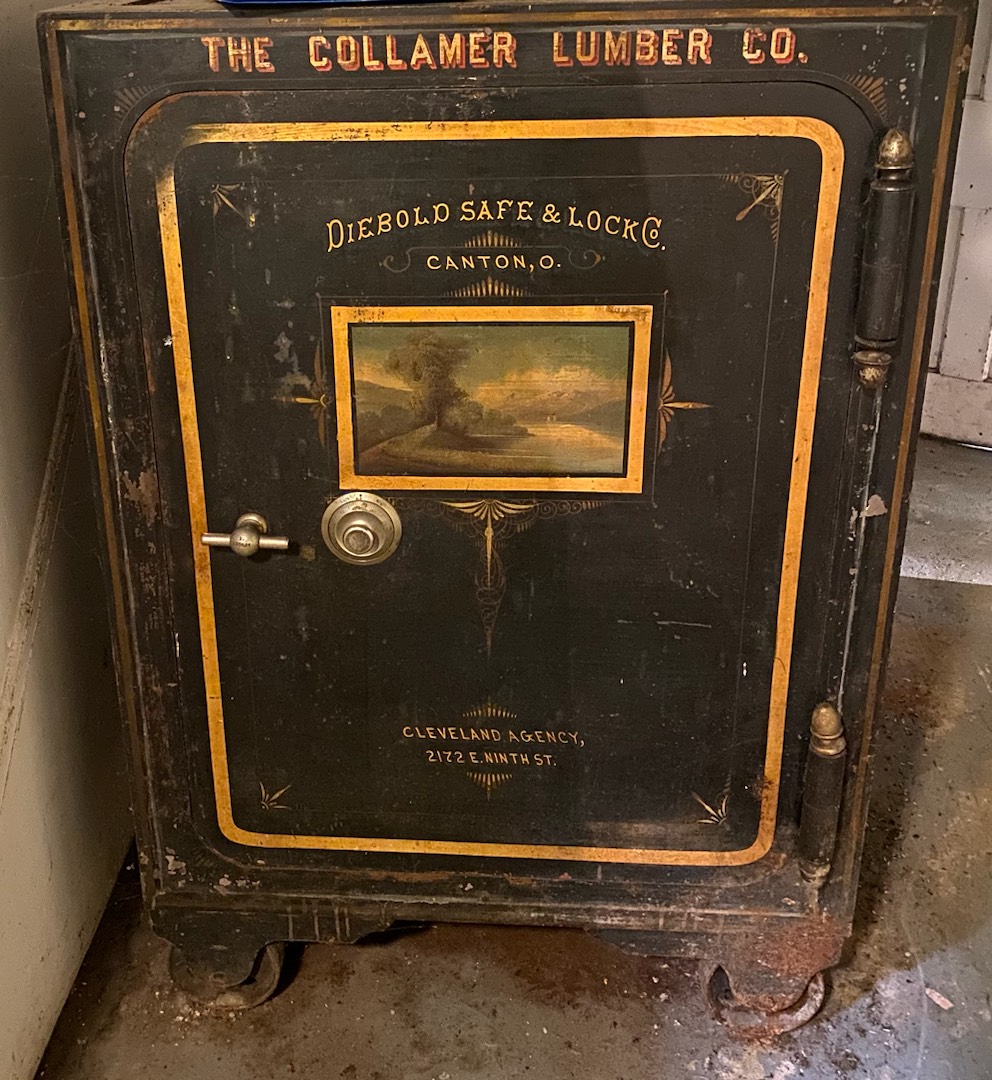 THE COLLAMER LUMBER CO.
DIEBOLD SAFE & LOCK CO.
CANTON, O.
CLEVELAND AGENCY,
2172 E. NINTH ST.